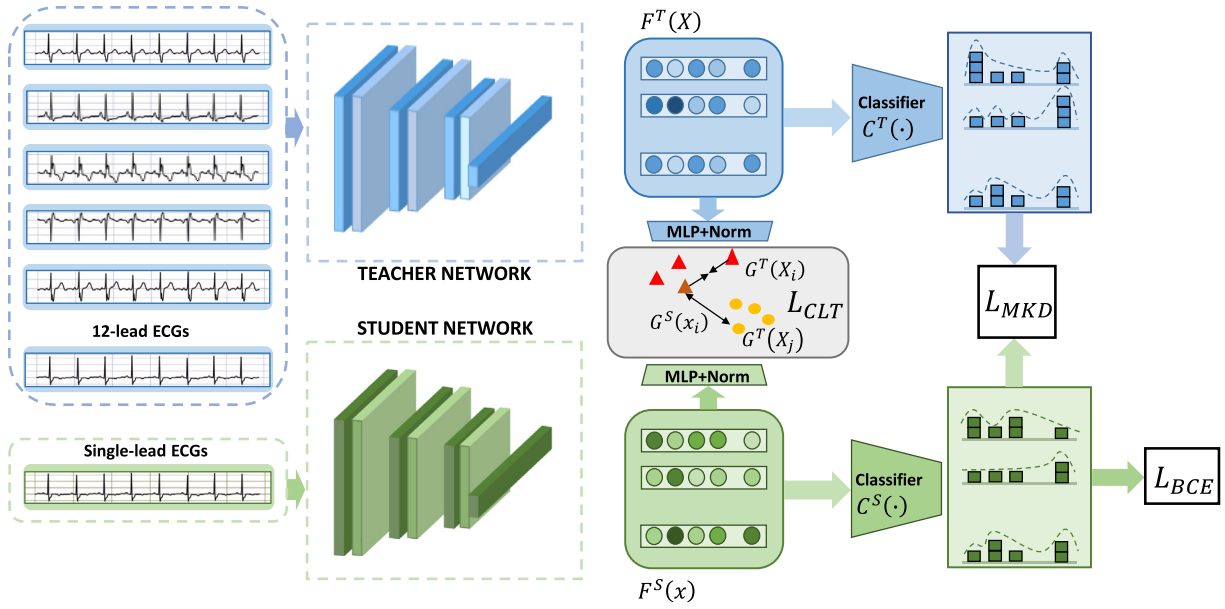 12-lead ECGs
Single-lead ECGs
TEACHER NETWORK
STUDENT NETWORK
F^T(X)
MLP+Norm
G^T(X_i)
L_CLT
G^S(x_i)
G^T(X_j)
MLP+Norm
F^S(x)
Classifier
C^T(·)
Classifier
C^S(·)
L_MKD
L_BCE